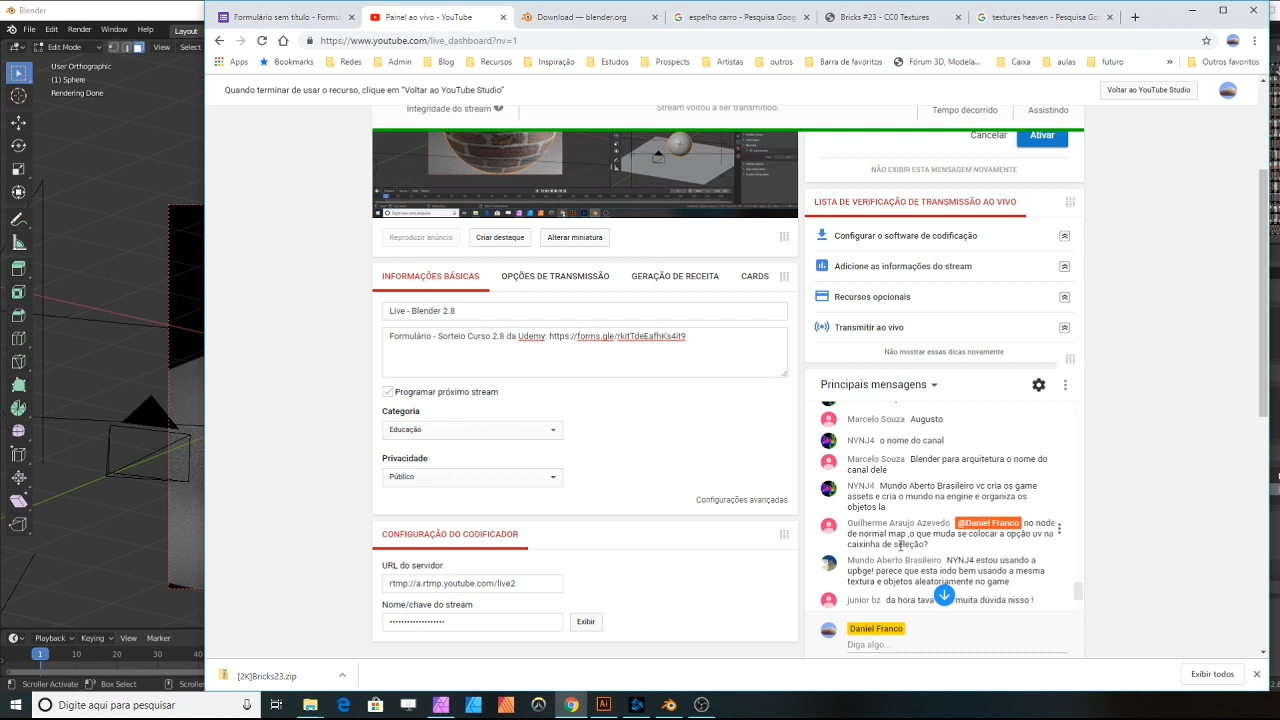 Blender
Formulário sem título - Formul
Painel ao vivo - YouTube
Download — blender.org
espelho carro - Pesquisa Goog
Bricks #23 - CC0 Textures
textures heaven - Pesquisa Go
File Edit Render Window Help Layout
https://www.youtube.com/live_dashboard?nv=1
Edit Mode View Select
Apps Bookmarks Redes Admin Blog Recursos Inspiração Estudos Prospects Artistas outros Barra de favoritos Fórum 3D, Modela... Caixa aulas futuro » Outros favoritos
User Orthographic
(1) Sphere
Rendering Done
Quando terminar de usar o recurso, clique em "Voltar ao YouTube Studio"
Voltar ao YouTube Studio
Integridade do stream
Stream voltou a ser transmitido.
Tempo decorrido
Assistindo
Cancelar Ativar
NÃO EXIBIR ESTA MENSAGEM NOVAMENTE
LISTA DE VERIFICAÇÃO DE TRANSMISSÃO AO VIVO
Configurar o software de codificação
Adicione as informações do stream
Recursos opcionais
Transmitir ao vivo
Não mostrar essas dicas novamente
Reproduzir anúncio Criar destaque Alterar miniatura
INFORMAÇÕES BÁSICAS OPÇÕES DE TRANSMISSÃO GERAÇÃO DE RECEITA CARDS
Live - Blender 2.8
Formulário - Sorteio Curso 2.8 da Udemy: https://forms.gle/rkitTdeEafhKs4it9
Programar próximo stream
Categoria
Educação
Privacidade
Público
Configurações avançadas
CONFIGURAÇÃO DO CODIFICADOR
URL do servidor
rtmp://a.rtmp.youtube.com/live2
Nome/chave do stream
•••••••••••••••••••
Exibir
Principais mensagens
Marcelo Souza Augusto
NYNJ4 o nome do canal
Marcelo Souza Blender para arquitetura o nome do
canal dele
NYNJ4 Mundo Aberto Brasileiro vc cria os game
assets e cria o mundo na engine e organiza os
objetos la
Guilherme Araujo Azevedo @Daniel Franco no node
de normal map ,o que muda se colocar a opção uv na
caixinha de seleção?
Mundo Aberto Brasileiro NYNJ4 estou usando a
upbge! parece que esta indo bem usando a mesma
textura e objetos aleatoriamente no game
junior bz da hora tava muita dúvida nisso !
Daniel Franco
Diga algo...
Playback Keying View Marker
1 10 20 30 40
Scroller Activate Box Select Scroller
[2K]Bricks23.zip
Exibir todos
Digite aqui para pesquisar